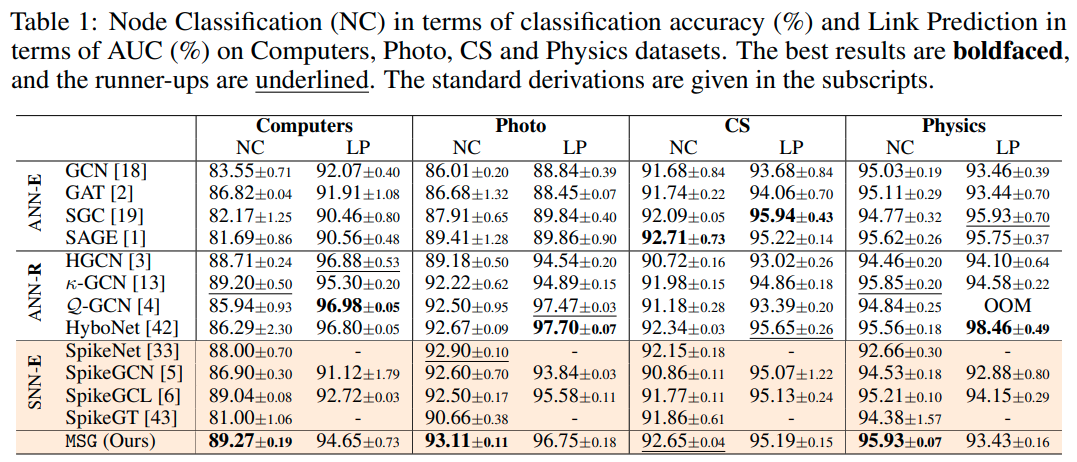 Table 1: Node Classification (NC) in terms of classification accuracy (%) and Link Prediction in
terms of AUC (%) on Computers, Photo, CS and Physics datasets. The best results are boldfaced,
and the runner-ups are underlined. The standard derivations are given in the subscripts.
Computers Photo CS Physics
NC LP NC LP NC LP NC LP
ANN-E
GCN [18] 83.55±0.71 92.07±0.40 86.01±0.20 88.84±0.39 91.68±0.84 93.68±0.84 95.03±0.19 93.46±0.39
GAT [2] 86.82±0.04 91.91±1.08 86.68±1.32 88.45±0.07 91.74±0.22 94.06±0.70 95.11±0.29 93.44±0.70
SGC [19] 82.17±1.25 90.46±0.80 87.91±0.65 89.84±0.40 92.09±0.05 95.94±0.43 94.77±0.32 95.93±0.70
SAGE [1] 81.69±0.86 90.56±0.48 89.41±1.28 89.86±0.90 92.71±0.73 95.22±0.14 95.62±0.26 95.75±0.37
ANN-R
HGCN [3] 88.71±0.24 96.88±0.53 89.18±0.50 94.54±0.20 90.72±0.16 93.02±0.26 94.46±0.20 94.10±0.64
κ-GCN [13] 89.20±0.50 95.30±0.20 92.22±0.62 94.89±0.15 91.98±0.15 94.86±0.18 95.85±0.20 94.58±0.22
Q-GCN [4] 85.94±0.93 96.98±0.05 92.50±0.95 97.47±0.03 91.18±0.28 93.39±0.20 94.84±0.25 OOM
HyboNet [42] 86.29±2.30 96.80±0.05 92.67±0.09 97.70±0.07 92.34±0.03 95.65±0.26 95.56±0.18 98.46±0.49
SNN-E
SpikeNet [33] 88.00±0.70 - 92.90±0.10 - 92.15±0.18 - 92.66±0.30 -
SpikeGCN [5] 86.90±0.30 91.12±1.79 92.60±0.70 93.84±0.03 90.86±0.11 95.07±1.22 94.53±0.18 92.88±0.80
SpikeGCL [6] 89.04±0.08 92.72±0.03 92.50±0.17 95.58±0.11 91.77±0.11 95.13±0.24 95.21±0.10 94.15±0.29
SpikeGT [43] 81.00±1.06 - 90.66±0.38 - 91.86±0.61 - 94.38±1.57 -
MSG (Ours) 89.27±0.19 94.65±0.73 93.11±0.11 96.75±0.18 92.65±0.04 95.19±0.15 95.93±0.07 93.43±0.16